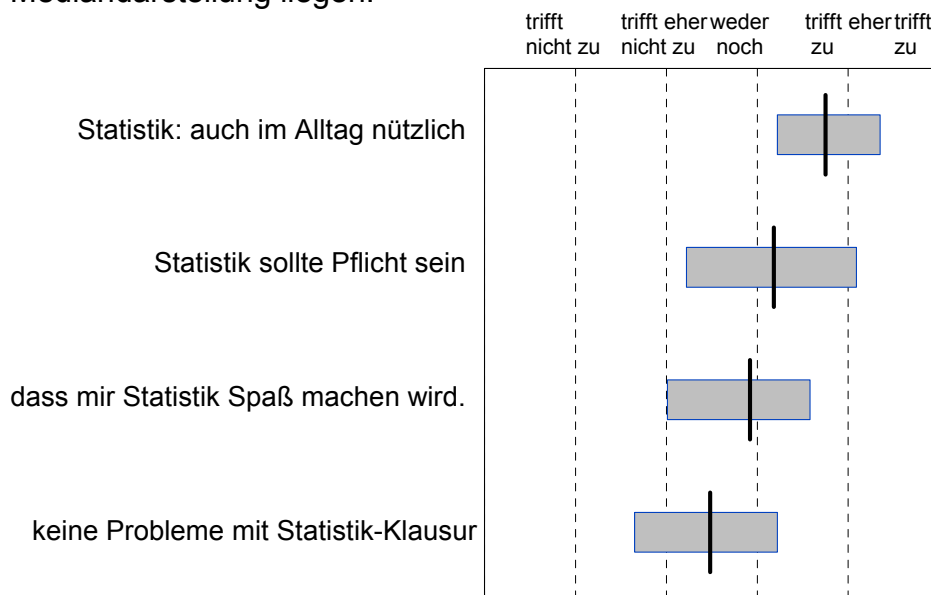 Mediandarstellung liegen.
trifft trifft eher weder trifft eher trifft
nicht zu nicht zu noch zu zu
Statistik: auch im Alltag nützlich
Statistik sollte Pflicht sein
dass mir Statistik Spaß machen wird.
keine Probleme mit Statistik-Klausur